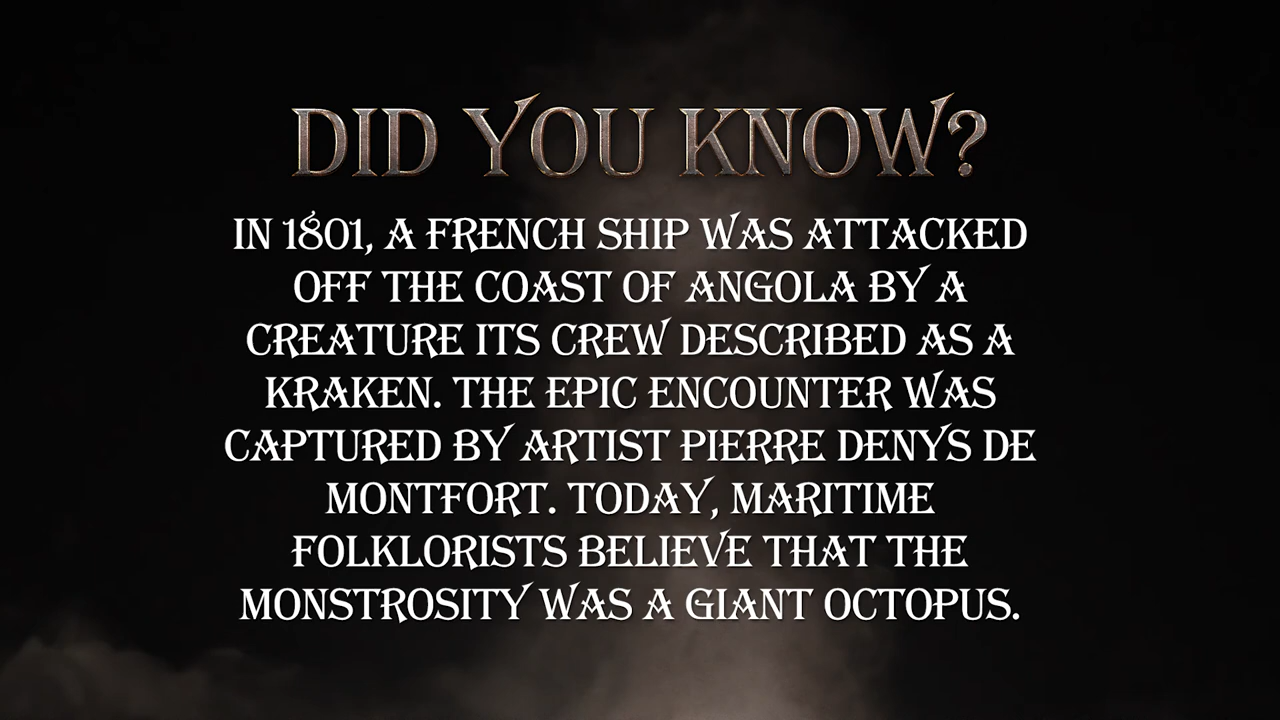 DID YOU KNOW?
IN 1801, A FRENCH SHIP WAS ATTACKED
OFF THE COAST OF ANGOLA BY A
CREATURE ITS CREW DESCRIBED AS A
KRAKEN. THE EPIC ENCOUNTER WAS
CAPTURED BY ARTIST PIERRE DENYS DE
MONTFORT. TODAY, MARITIME
FOLKLORISTS BELIEVE THAT THE
MONSTROSITY WAS A GIANT OCTOPUS.